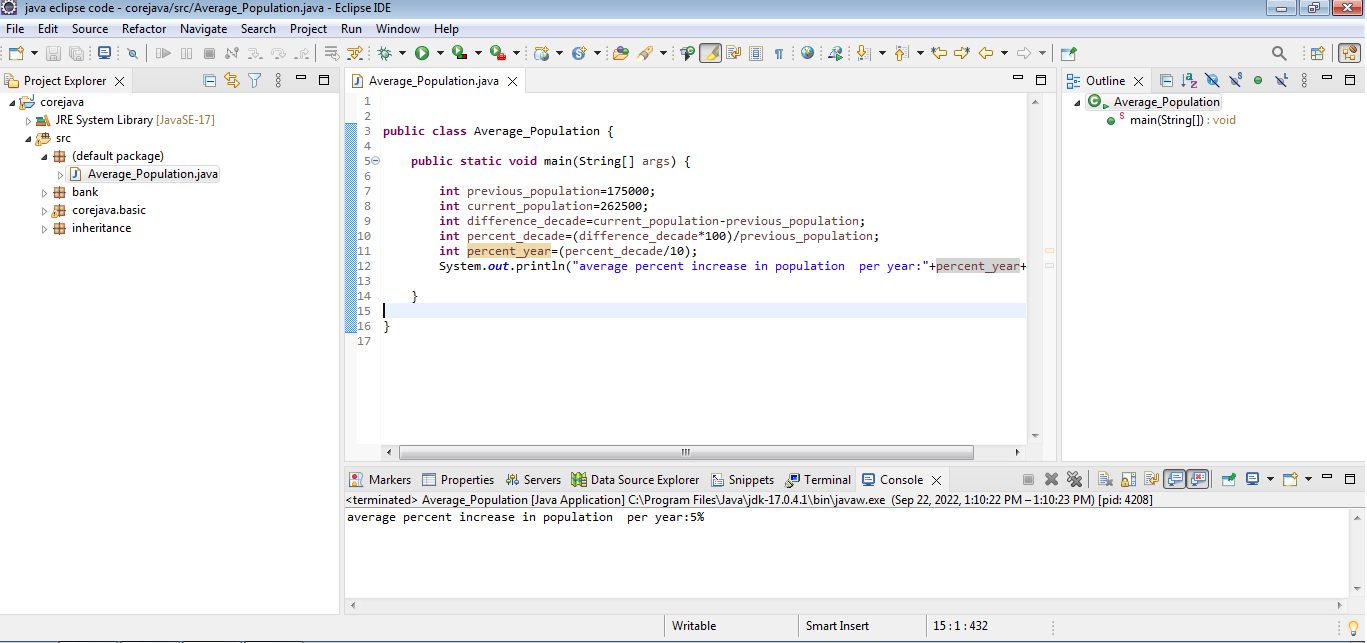 java eclipse code - corejava/src/Average_Population.java - Eclipse IDE
File Edit Source Refactor Navigate Search Project Run Window Help
Project Explorer
corejava
JRE System Library [JavaSE-17]
src
(default package)
Average_Population.java
bank
corejava.basic
inheritance
Average_Population.java
1
2
3 public class Average_Population {
4
5 public static void main(String[] args) {
6
7 int previous_population=175000;
8 int current_population=262500;
9 int difference_decade=current_population-previous_population;
10 int percent_decade=(difference_decade*100)/previous_population;
11 int percent_year=(percent_decade/10);
12 System.out.println("average percent increase in population  per year:"+percent_year+
13
14 }
15
16 }
17
Outline
Average_Population
main(String[]) : void
Markers Properties Servers Data Source Explorer Snippets Terminal Console
<terminated> Average_Population [Java Application] C:\Program Files\Java\jdk-17.0.4.1\bin\javaw.exe (Sep 22, 2022, 1:10:22 PM – 1:10:23 PM) [pid: 4208]
average percent increase in population  per year:5%
Writable Smart Insert 15 : 1 : 432